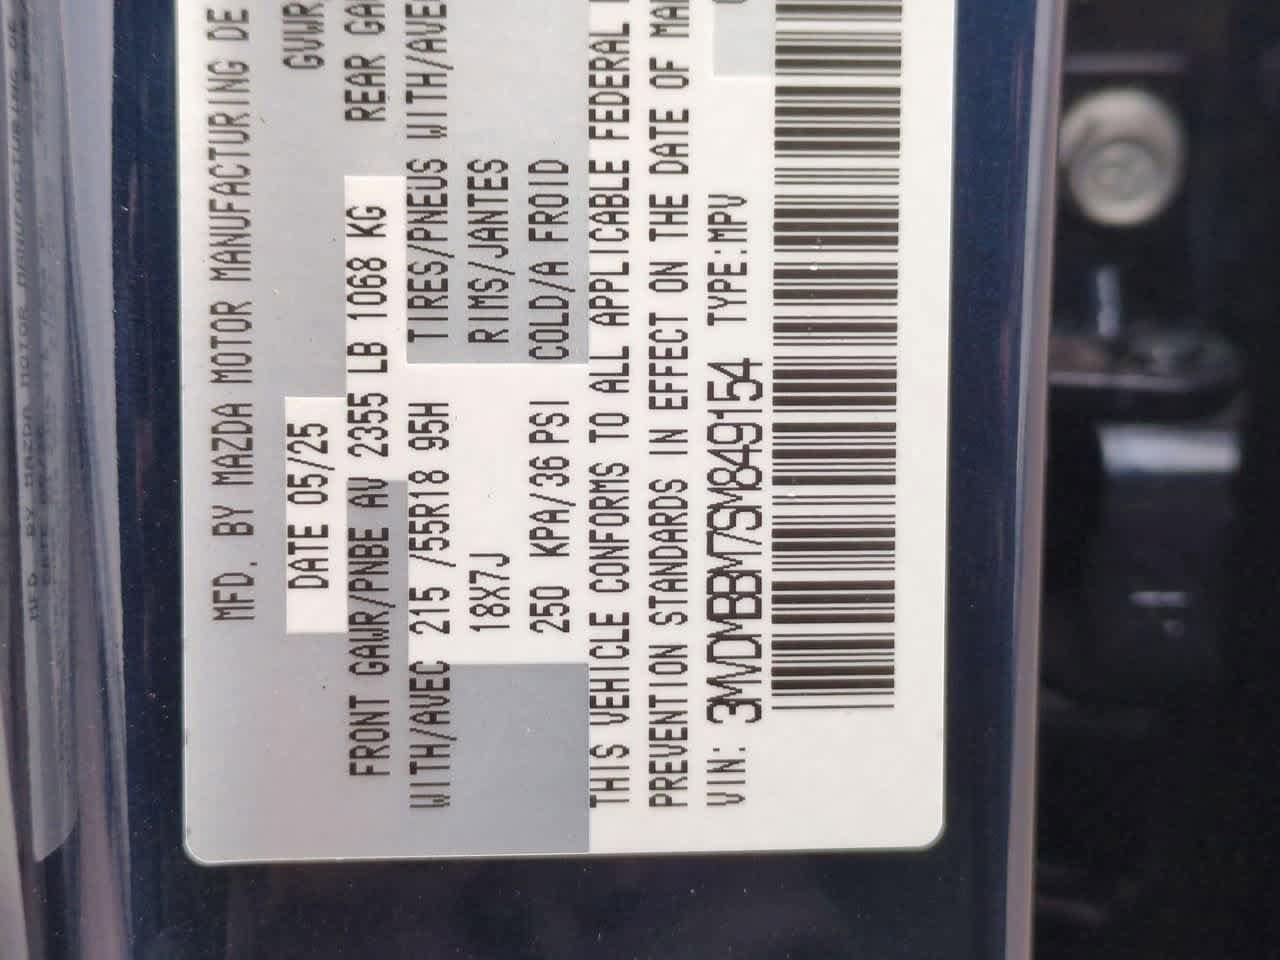 MFD. BY MAZDA MOTOR MANUFACTURING DE
DATE 05/25 GVWR
FRONT GAWR/PNBE AV 2355 LB 1068 KG REAR GA
WITH/AVEC 215 /55R18 95H TIRES/PNEUS WITH/AVEC
18X7J RIMS/JANTES
250 KPA/36 PSI COLD/A FROID
THIS VEHICLE CONFORMS TO ALL APPLICABLE FEDERAL
PREVENTION STANDARDS IN EFFECT ON THE DATE OF MA
VIN: 3MVDMBBM7SM849154 TYPE:MPV